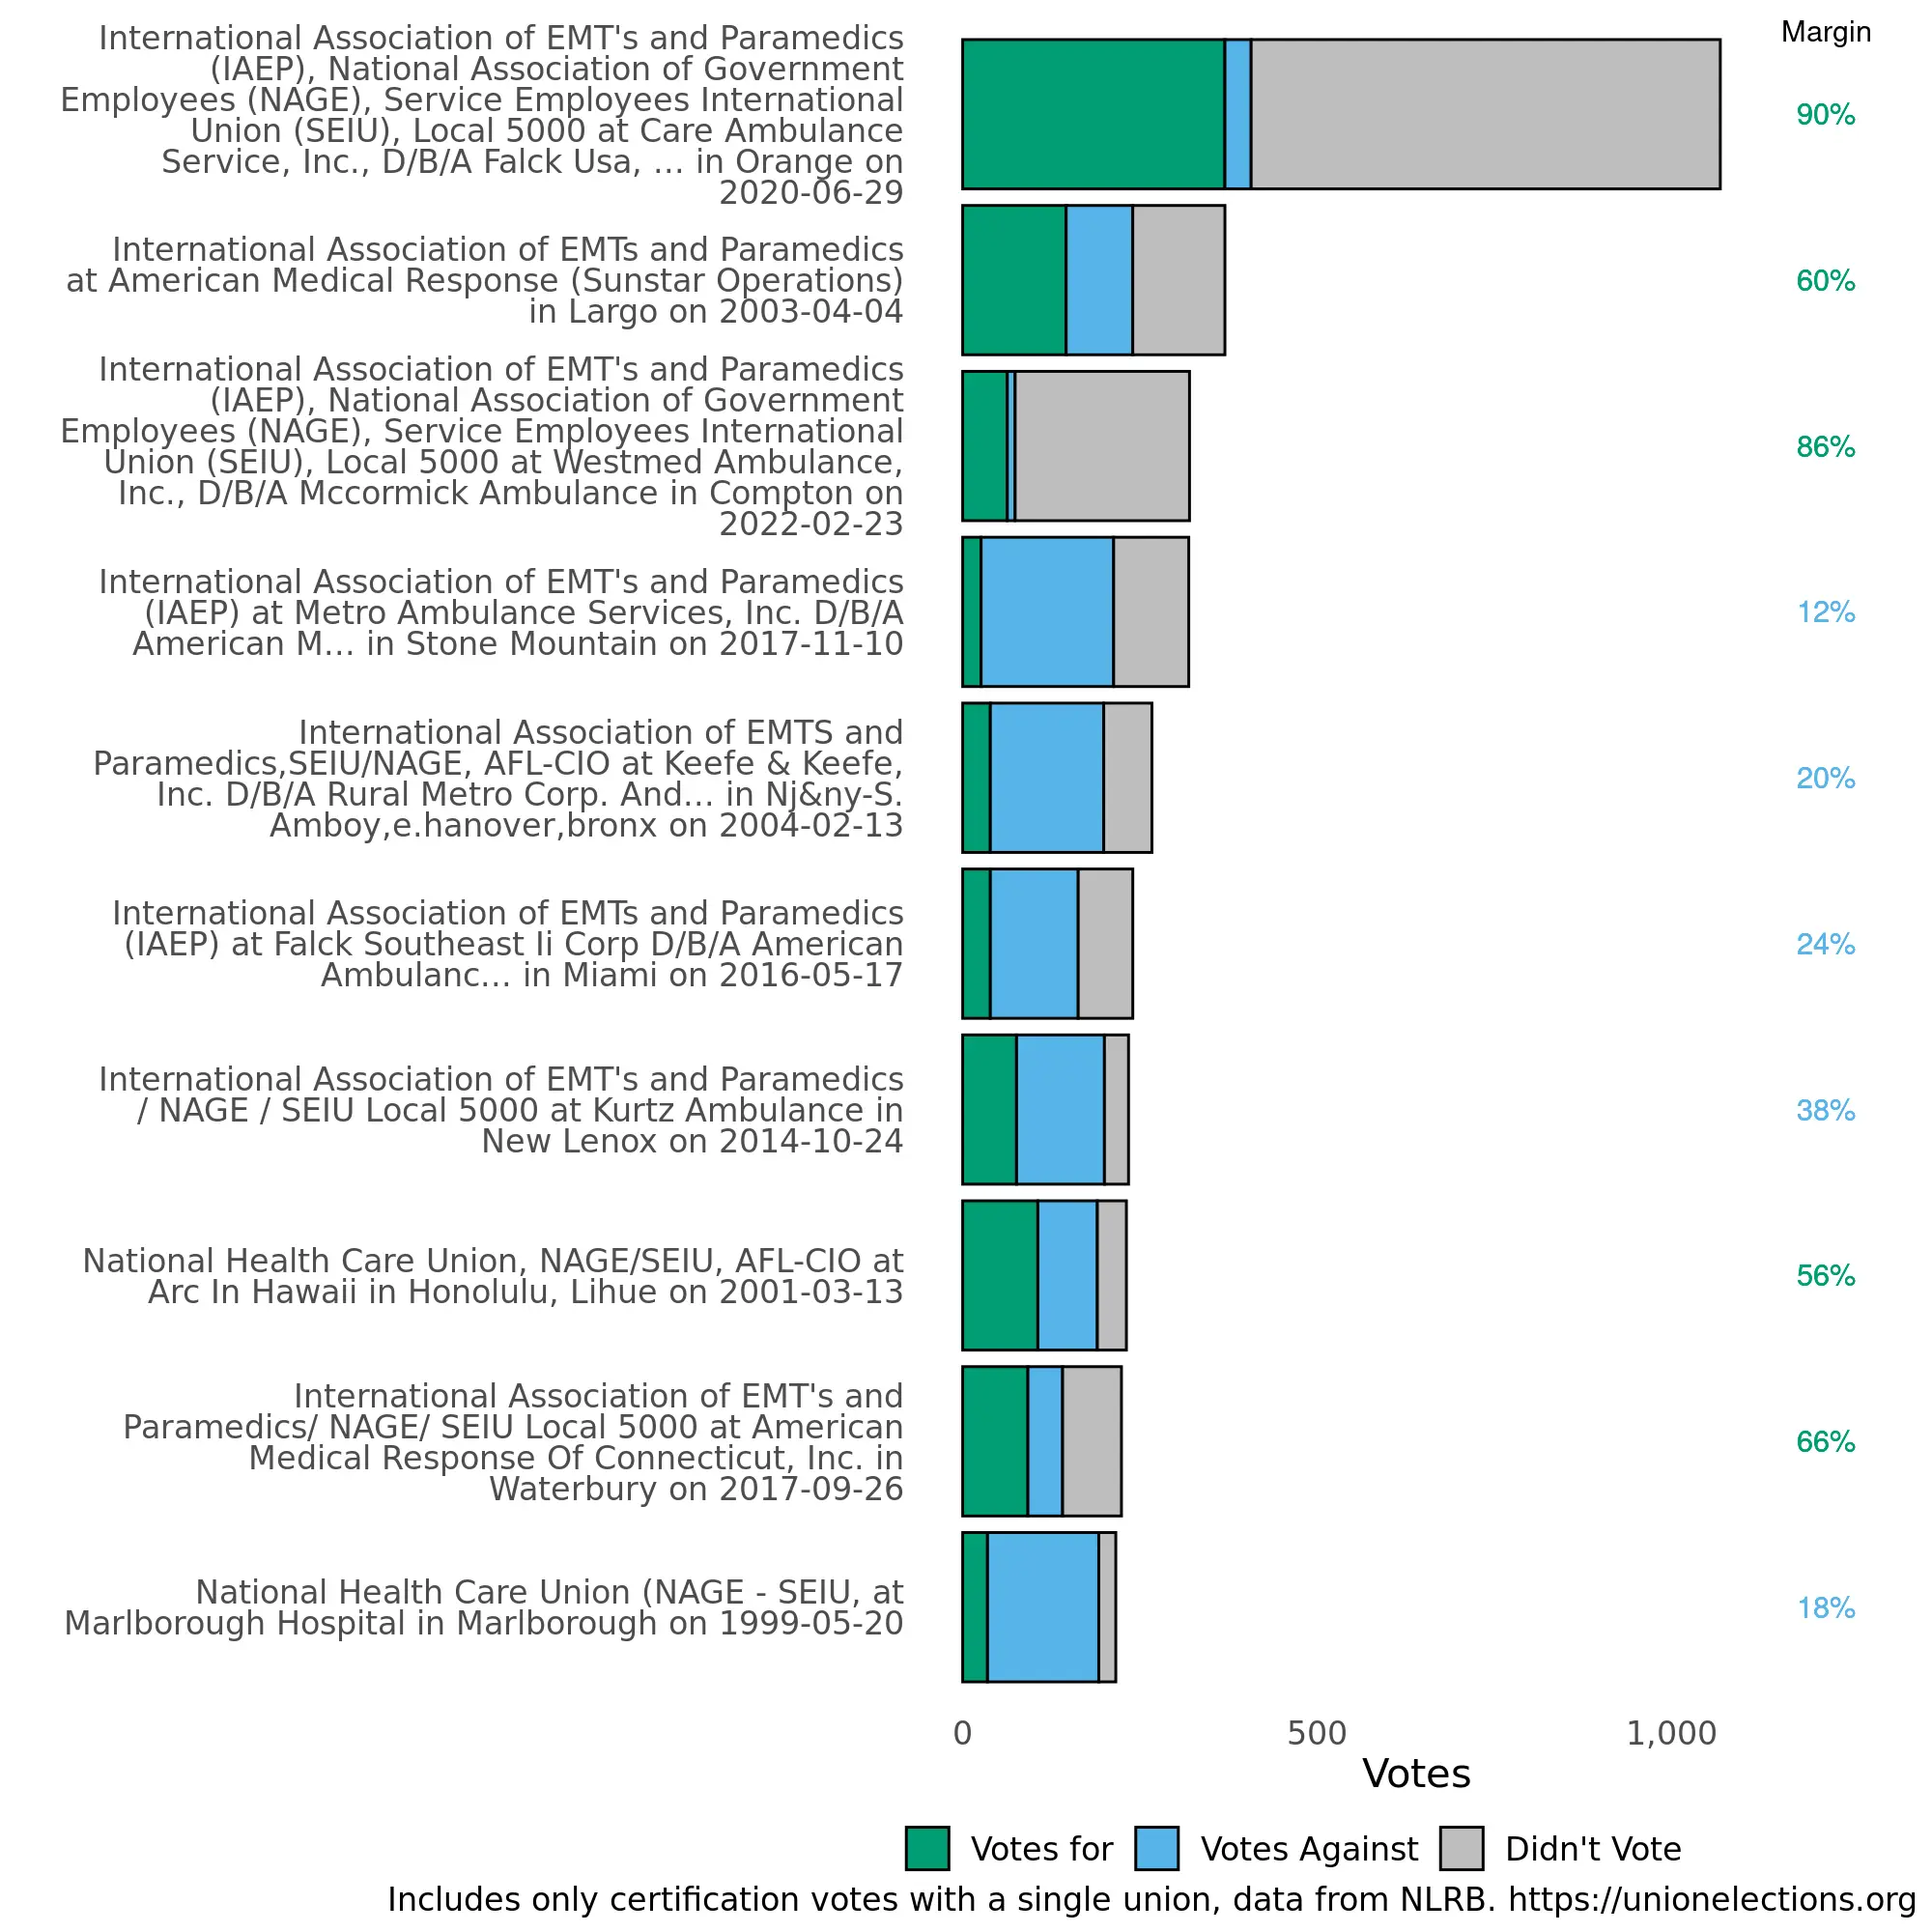 Margin
International Association of EMT's and Paramedics
(IAEP), National Association of Government
Employees (NAGE), Service Employees International
Union (SEIU), Local 5000 at Care Ambulance
Service, Inc., D/B/A Falck Usa, ... in Orange on
2020-06-29
90%
International Association of EMTs and Paramedics
at American Medical Response (Sunstar Operations)
in Largo on 2003-04-04
60%
International Association of EMT's and Paramedics
(IAEP), National Association of Government
Employees (NAGE), Service Employees International
Union (SEIU), Local 5000 at Westmed Ambulance,
Inc., D/B/A Mccormick Ambulance in Compton on
2022-02-23
86%
International Association of EMT's and Paramedics
(IAEP) at Metro Ambulance Services, Inc. D/B/A
American M... in Stone Mountain on 2017-11-10
12%
International Association of EMTS and
Paramedics,SEIU/NAGE, AFL-CIO at Keefe & Keefe,
Inc. D/B/A Rural Metro Corp. And... in Nj&ny-S.
Amboy,e.hanover,bronx on 2004-02-13
20%
International Association of EMTs and Paramedics
(IAEP) at Falck Southeast Ii Corp D/B/A American
Ambulanc... in Miami on 2016-05-17
24%
International Association of EMT's and Paramedics
/ NAGE / SEIU Local 5000 at Kurtz Ambulance in
New Lenox on 2014-10-24
38%
National Health Care Union, NAGE/SEIU, AFL-CIO at
Arc In Hawaii in Honolulu, Lihue on 2001-03-13
56%
International Association of EMT's and
Paramedics/ NAGE/ SEIU Local 5000 at American
Medical Response Of Connecticut, Inc. in
Waterbury on 2017-09-26
66%
National Health Care Union (NAGE - SEIU, at
Marlborough Hospital in Marlborough on 1999-05-20
18%
0 500 1,000
Votes
Votes for Votes Against Didn't Vote
Includes only certification votes with a single union, data from NLRB. https://unionelections.org